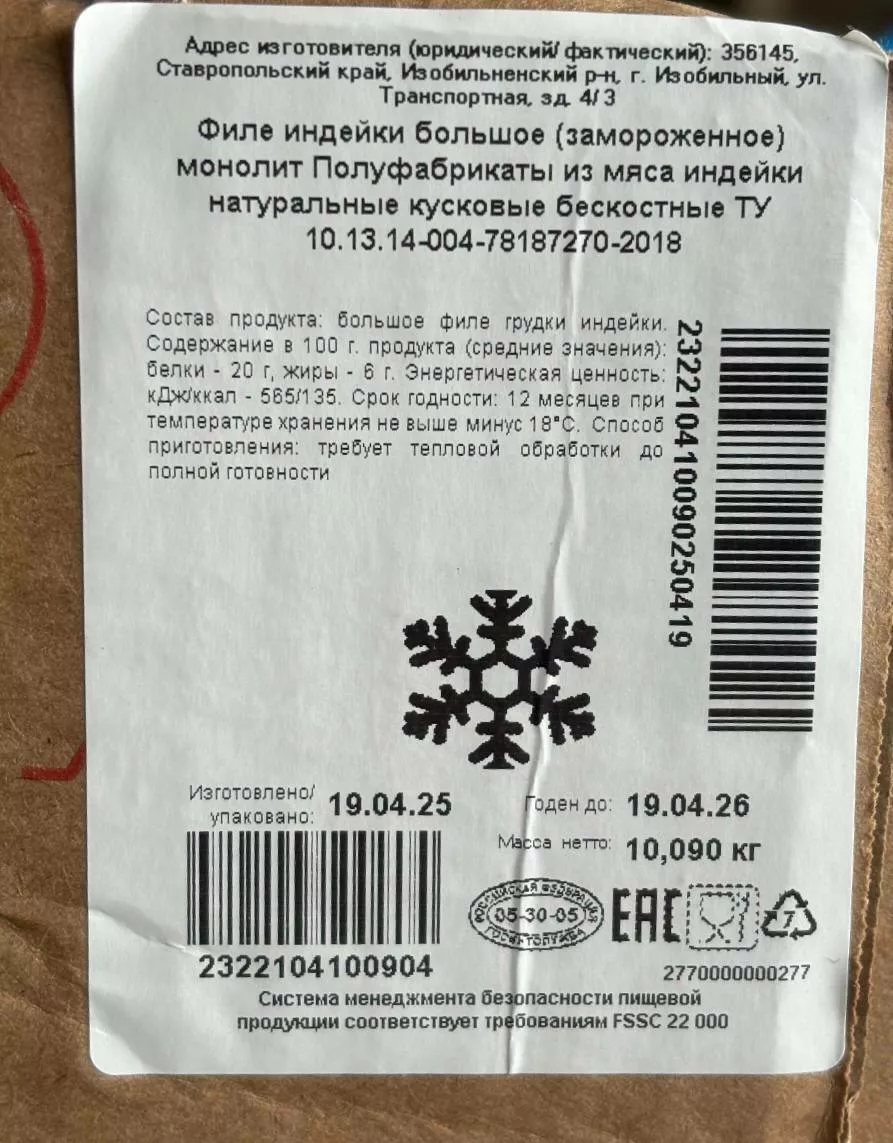 Адрес изготовителя (юридический/ фактический): 356145,
Ставропольский край, Изобильненский р-н, г. Изобильный, ул.
Транспортная, зд. 4/3
Филе индейки большое (замороженное)
монолит Полуфабрикаты из мяса индейки
натуральные кусковые бескостные ТУ
10.13.14-004-78187270-2018
Состав продукта: большое филе грудки индейки.
Содержание в 100 г. продукта (средние значения):
белки - 20 г, жиры - 6 г. Энергетическая ценность:
кДж/ккал - 565/135. Срок годности: 12 месяцев при
температуре хранения не выше минус 18°С. Способ
приготовления: требует тепловой обработки до
полной готовности
2322104100900250419
Изготовлено/
упаковано: 19.04.25
Годен до: 19.04.26
Масса нетто: 10,090 кг
2322104100904
РОССИЙСКАЯ ФЕДЕРАЦИЯ
05-30-05
EAC
7
2770000000277
Система менеджмента безопасности пищевой
продукции соответствует требованиям FSSC 22 000